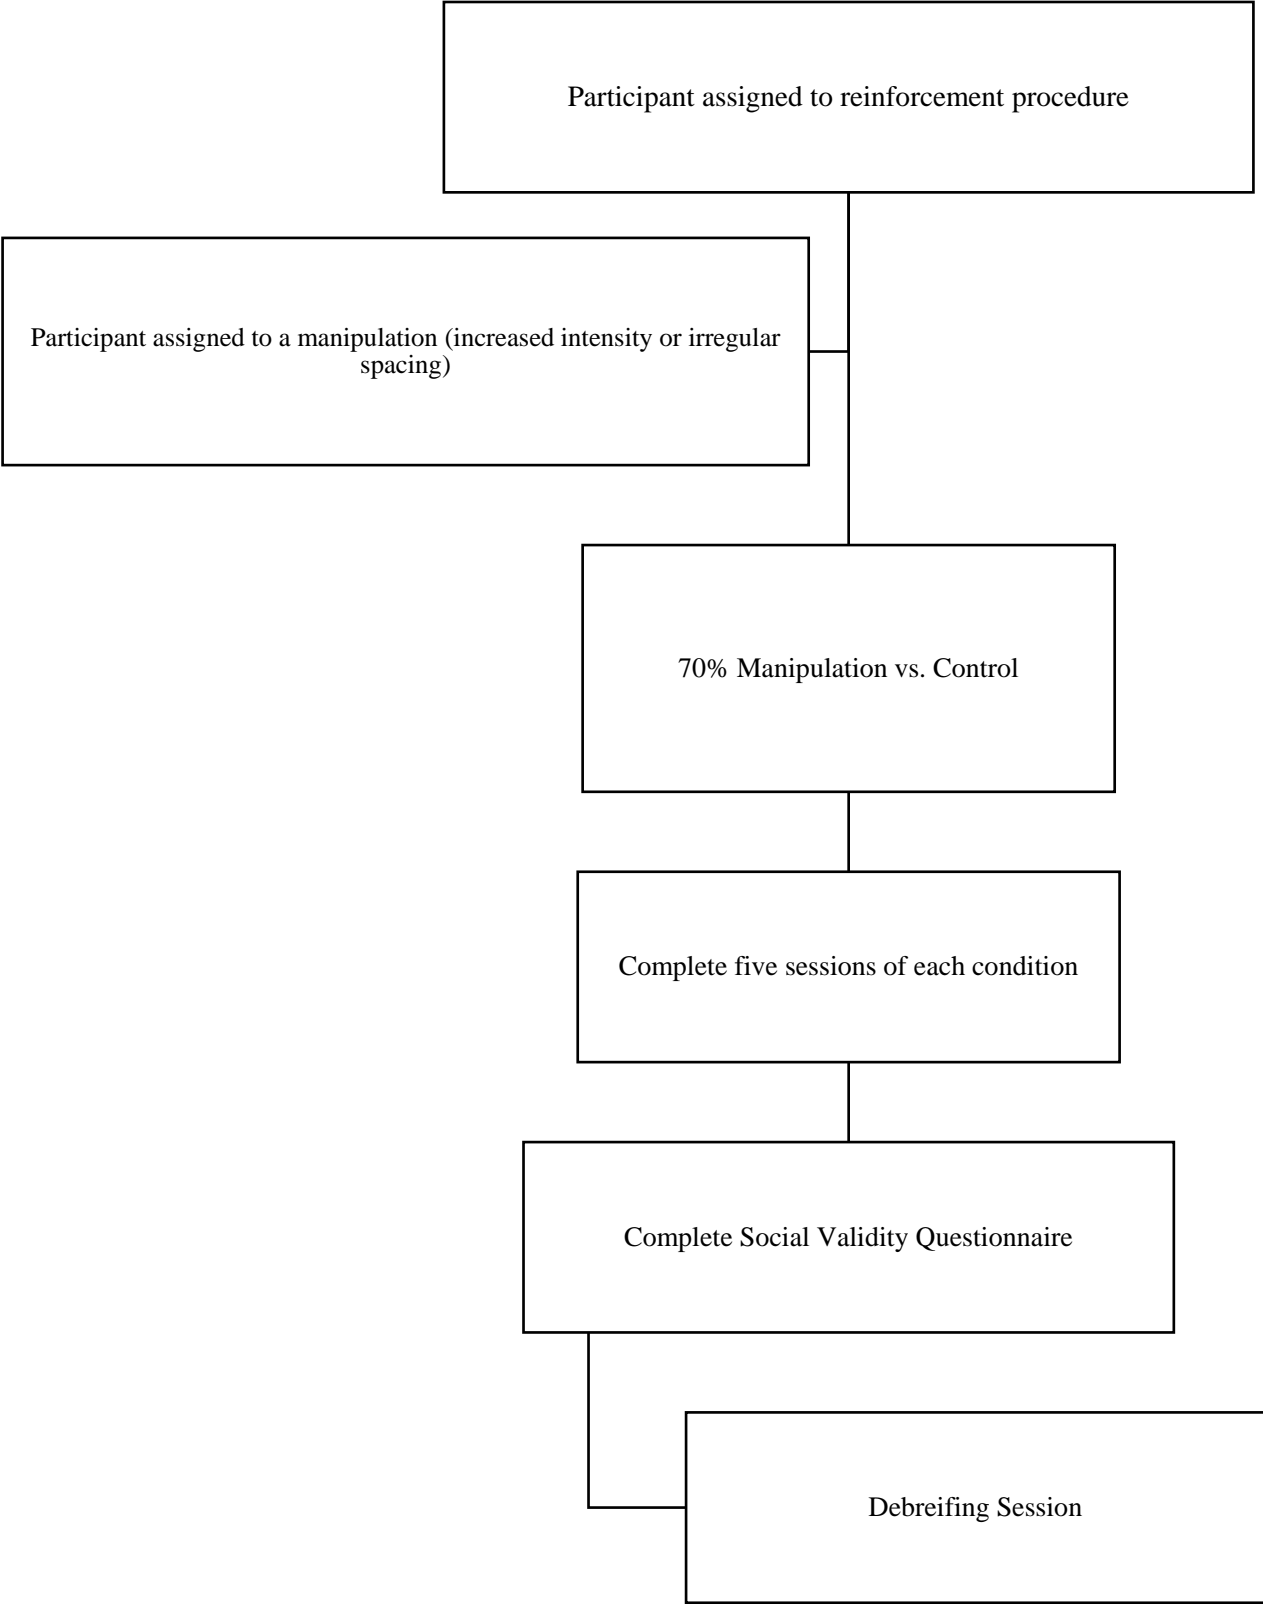 Participant assigned to reinforcement procedure
Participant assigned to a manipulation (increased intensity or irregular
spacing)
70% Manipulation vs. Control
Complete five sessions of each condition
Complete Social Validity Questionnaire
Debreifing Session